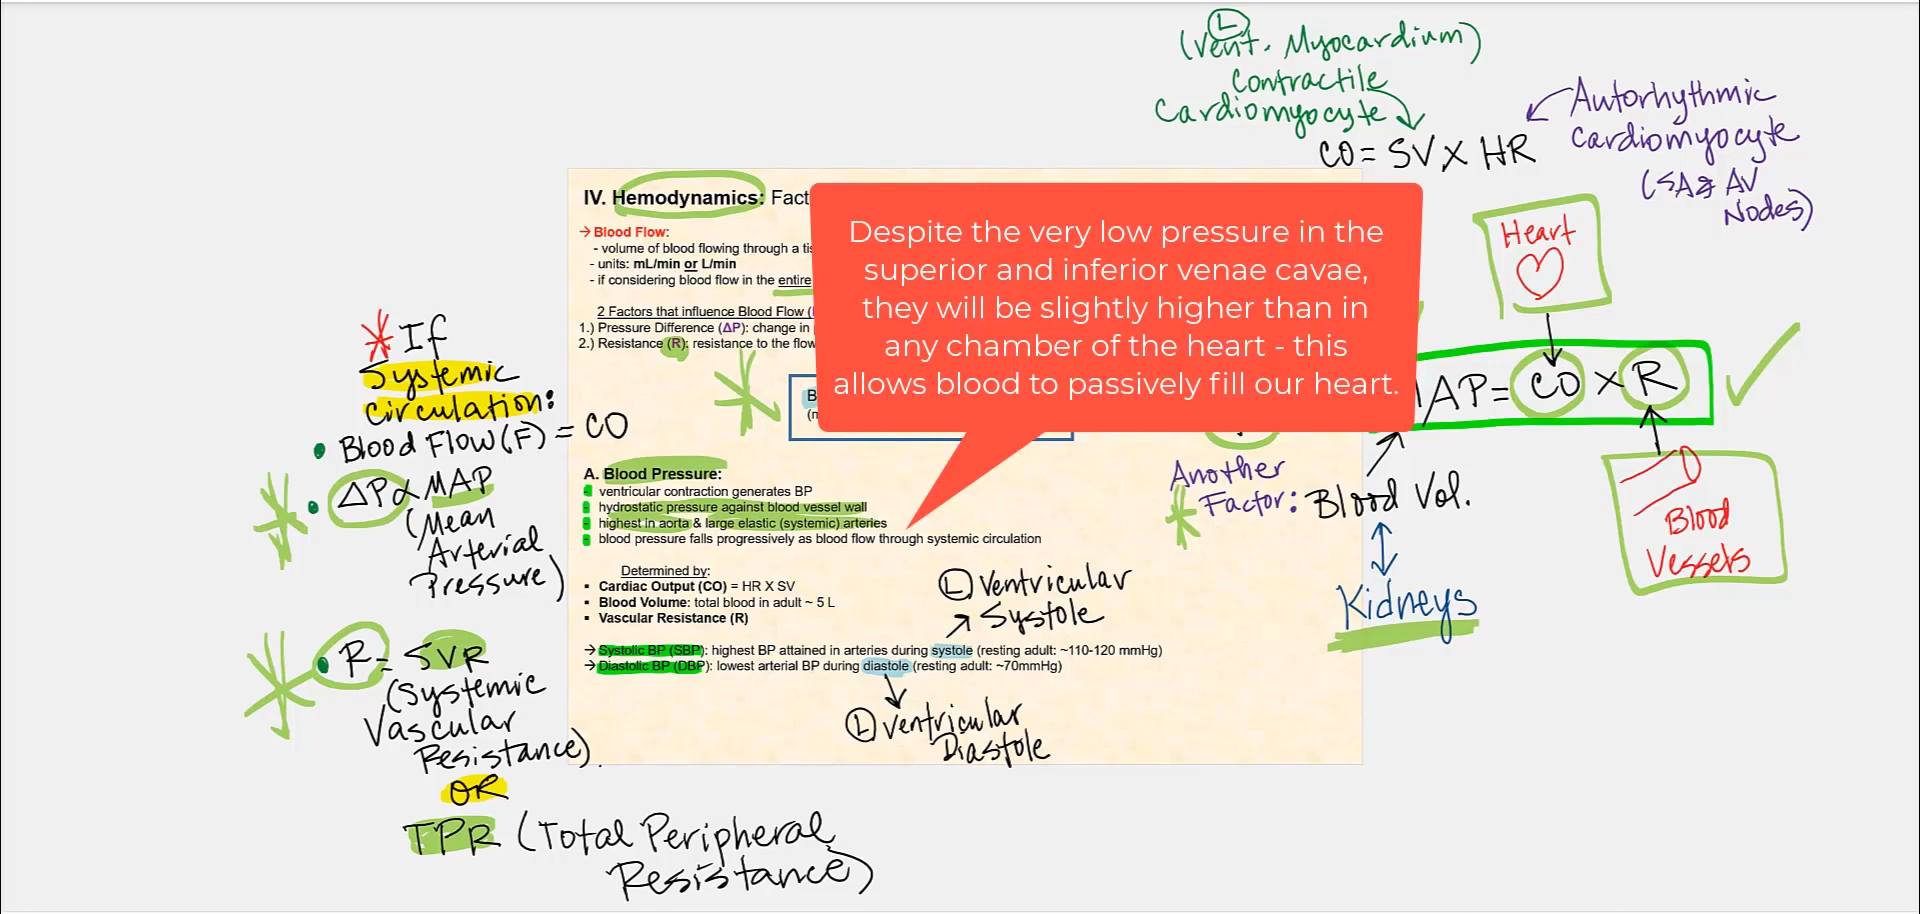 (L)
(Vent. Myocardium)
Contractile
Cardiomyocyte
CO = SV X HR
Autorhythmic
Cardiomyocyte
(SA & AV
Nodes)
Heart
IV. Hemodynamics: Fact
→ Blood Flow:
- volume of blood flowing through a ti
- units: mL/min or L/min
- if considering blood flow in the entire
2 Factors that influence Blood Flow (
1.) Pressure Difference (ΔP): change in
2.) Resistance (R): resistance to the flow
B
(m
Despite the very low pressure in the
superior and inferior venae cavae,
they will be slightly higher than in
any chamber of the heart - this
allows blood to passively fill our heart.
MAP = CO X R
* If
Systemic
Circulation:
• Blood Flow (F) = CO
• ΔP ∝ MAP
(Mean
Arterial
Pressure)
• R = SVR
(Systemic
Vascular
Resistance).
OR
TPR (Total Peripheral
Resistance)
A. Blood Pressure:
- ventricular contraction generates BP
- hydrostatic pressure against blood vessel wall
- highest in aorta & large elastic (systemic) arteries
- blood pressure falls progressively as blood flow through systemic circulation
Determined by:
▪ Cardiac Output (CO) = HR X SV
▪ Blood Volume: total blood in adult ~ 5 L
▪ Vascular Resistance (R)
(L) Ventricular
Systole
→ Systolic BP (SBP): highest BP attained in arteries during systole (resting adult: ~110-120 mmHg)
→ Diastolic BP (DBP): lowest arterial BP during diastole (resting adult: ~70mmHg)
(L) Ventricular
Diastole
Another
* Factor: Blood Vol.
Kidneys
Blood
Vessels